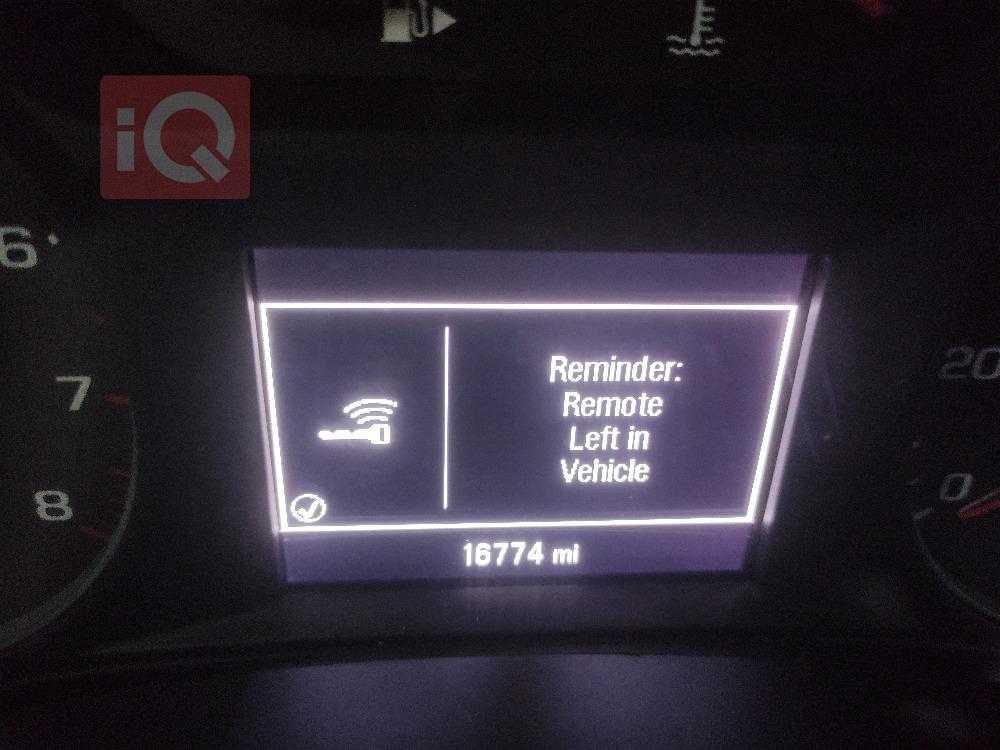 iQ
6
7
8
Reminder:
Remote
Left in
Vehicle
16774 mi
20
0